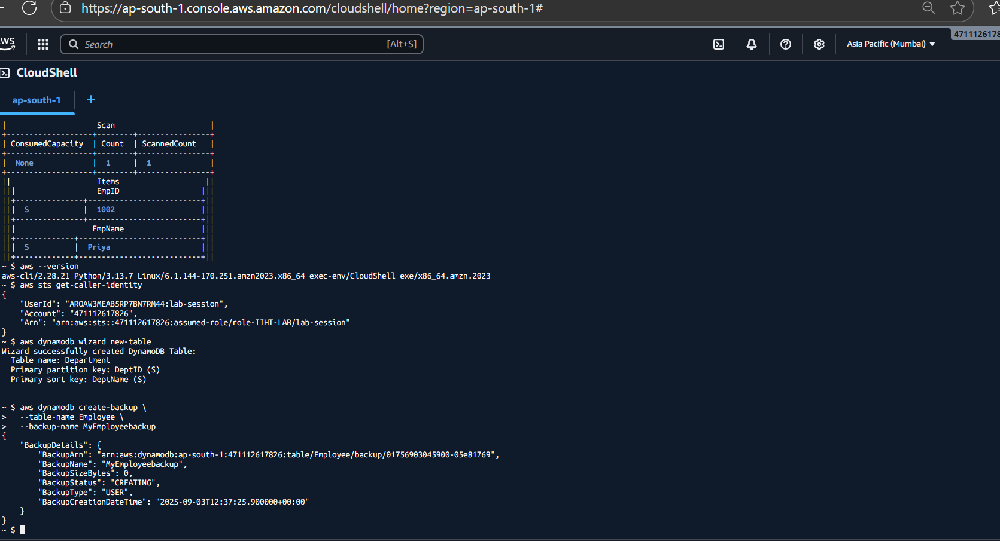 https://ap-south-1.console.aws.amazon.com/cloudshell/home?region=ap-south-1#
4711126178
Search [Alt+S] Asia Pacific (Mumbai) ▼
CloudShell
ap-south-1 +
| Scan |
+-------------------+--------+----------------+
| ConsumedCapacity | Count | ScannedCount |
+-------------------+--------+----------------+
| None | 1 | 1 |
+-------------------+--------+----------------+
|| Items ||
||| EmpID |||
||+---------------+-------------------------+||
||| S | 1002 |||
||+---------------+-------------------------+||
||| EmpName |||
||+-------------+---------------------------+||
||| S | Priya |||
||+-------------+---------------------------+||
~ $ aws --version
aws-cli/2.28.21 Python/3.13.7 Linux/6.1.144-170.251.amzn2023.x86_64 exec-env/CloudShell exe/x86_64.amzn.2023
~ $ aws sts get-caller-identity
{
"UserId": "AROAW3MEAB5RP7BN7RM44:lab-session",
"Account": "471112617826",
"Arn": "arn:aws:sts::471112617826:assumed-role/role-IIHT-LAB/lab-session"
}
~ $ aws dynamodb wizard new-table
Wizard successfully created DynamoDB Table:
Table name: Department
Primary partition key: DeptID (S)
Primary sort key: DeptName (S)
~ $ aws dynamodb create-backup \
> --table-name Employee \
> --backup-name MyEmployeebackup
{
"BackupDetails": {
"BackupArn": "arn:aws:dynamodb:ap-south-1:471112617826:table/Employee/backup/01756903045900-05e81769",
"BackupName": "MyEmployeebackup",
"BackupSizeBytes": 0,
"BackupStatus": "CREATING",
"BackupType": "USER",
"BackupCreationDateTime": "2025-09-03T12:37:25.900000+00:00"
}
}
~ $